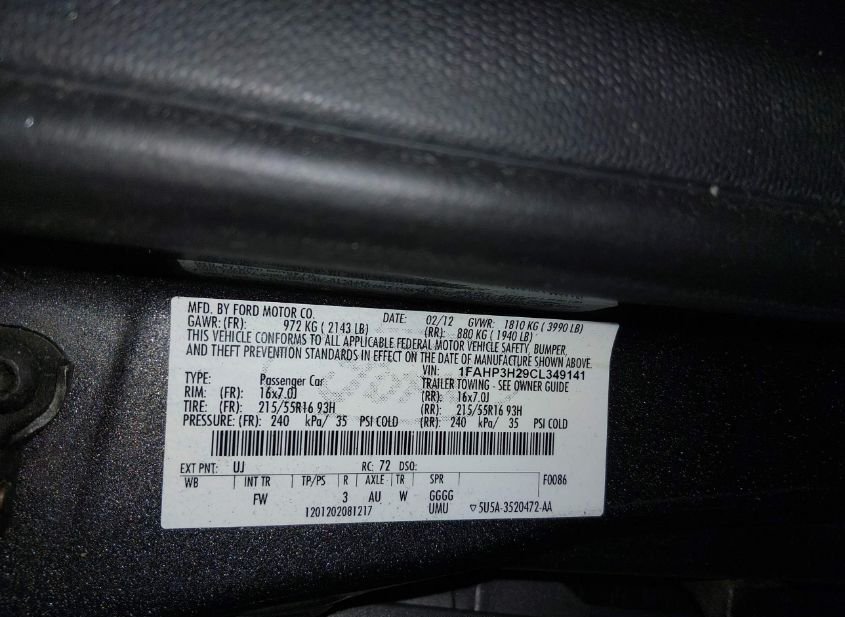 MFD. BY FORD MOTOR CO. DATE: 02/12 GVWR: 1810 KG ( 3990 LB)
GAWR: (FR): 972 KG ( 2143 LB) (RR): 880 KG ( 1940 LB)
THIS VEHICLE CONFORMS TO ALL APPLICABLE FEDERAL MOTOR VEHICLE SAFETY, BUMPER,
AND THEFT PREVENTION STANDARDS IN EFFECT ON THE DATE OF MANUFACTURE SHOWN ABOVE.
VIN: 1FAHP3H29CL349141
TYPE: Passenger Car TRAILER TOWING - SEE OWNER GUIDE
RIM: (FR): 16x7.0J (RR): 16x7.0J
TIRE: (FR): 215/55R16 93H (RR): 215/55R16 93H
PRESSURE: (FR): 240 kPa/ 35 PSI COLD (RR): 240 kPa/ 35 PSI COLD
EXT PNT: UJ RC: 72 DSO:
WB INT TR TP/PS R AXLE TR SPR F0086
FW 3 AU W GGGG
1201202081217 UMU ▽5U5A-3520472-AA